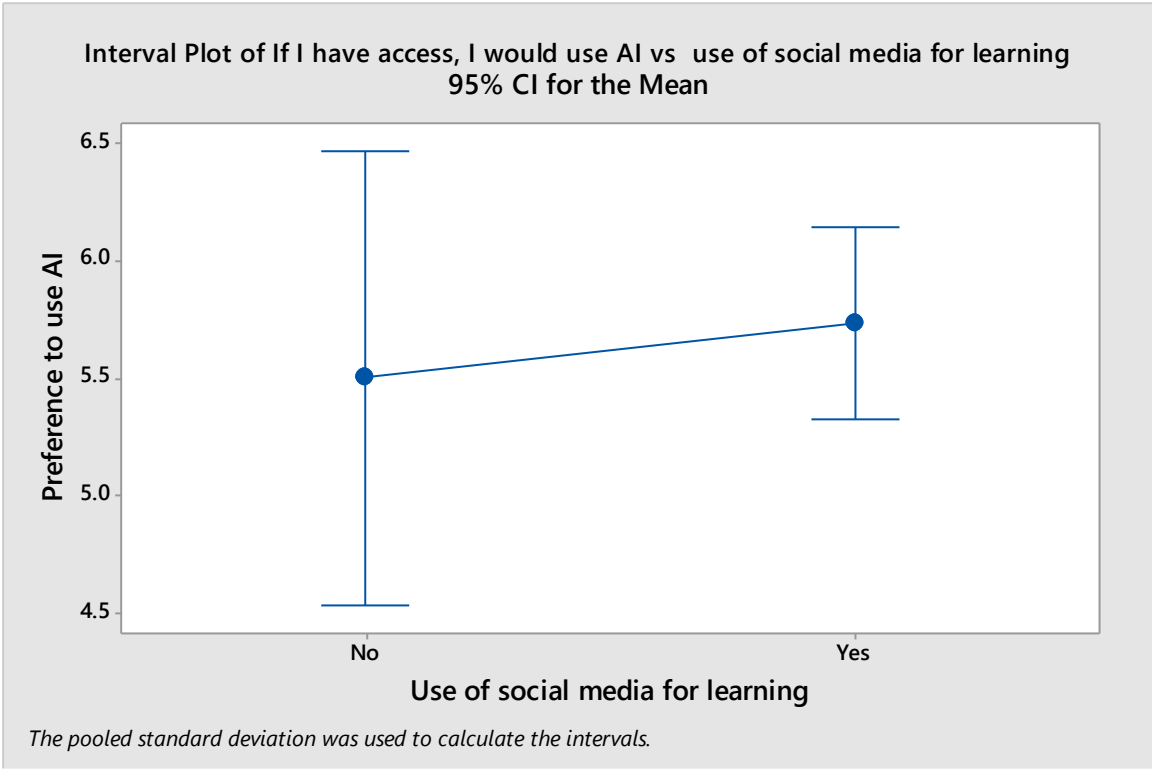 Interval Plot of If I have access, I would use AI vs  use of social media for learning
95% CI for the Mean
6.5
6.0
5.5
5.0
4.5
Preference to use AI
No
Yes
Use of social media for learning
The pooled standard deviation was used to calculate the intervals.